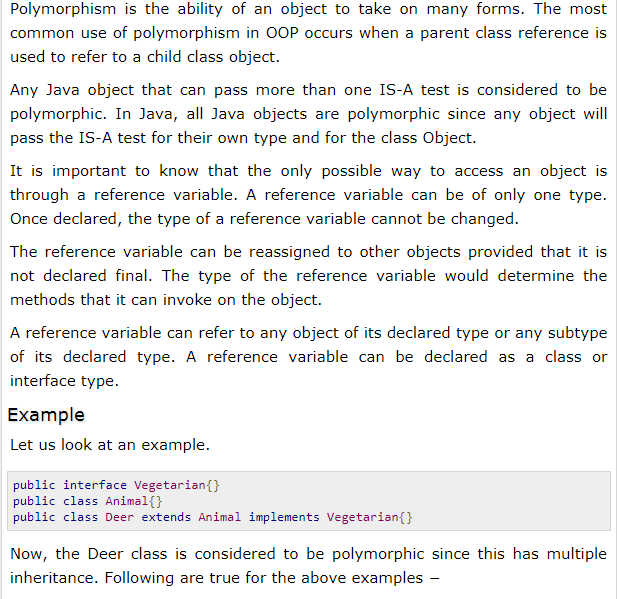 Polymorphism is the ability of an object to take on many forms. The most
common use of polymorphism in OOP occurs when a parent class reference is
used to refer to a child class object.
Any Java object that can pass more than one IS-A test is considered to be
polymorphic. In Java, all Java objects are polymorphic since any object will
pass the IS-A test for their own type and for the class Object.
It is important to know that the only possible way to access an object is
through a reference variable. A reference variable can be of only one type.
Once declared, the type of a reference variable cannot be changed.
The reference variable can be reassigned to other objects provided that it is
not declared final. The type of the reference variable would determine the
methods that it can invoke on the object.
A reference variable can refer to any object of its declared type or any subtype
of its declared type. A reference variable can be declared as a class or
interface type.
Example
Let us look at an example.
public interface Vegetarian{}
public class Animal{}
public class Deer extends Animal implements Vegetarian{}
Now, the Deer class is considered to be polymorphic since this has multiple
inheritance. Following are true for the above examples −